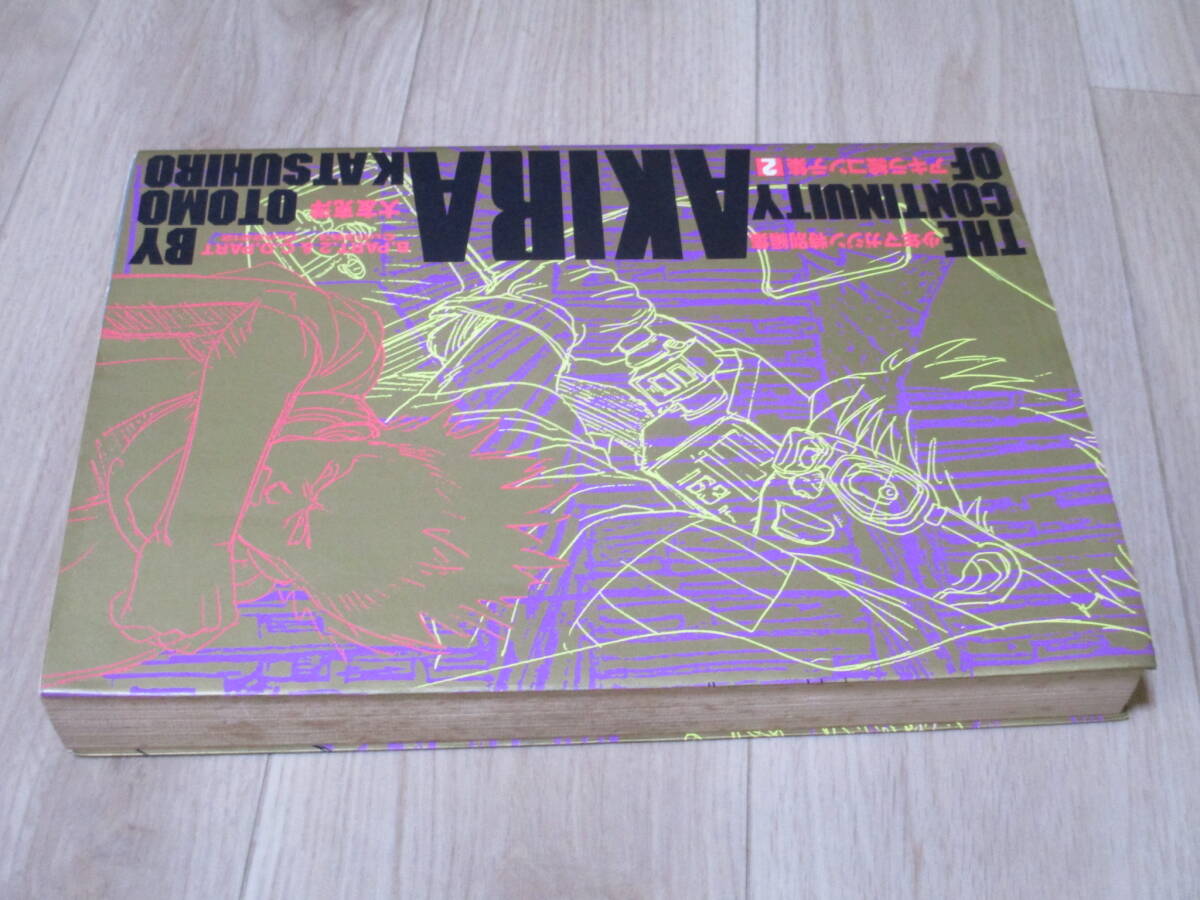 THE
CONTINUITY
OF
AKIRA
BY
OTOMO
KATSUHIRO
少年マガジン特別編集
アキラ絵コンテ集 2
大友克洋